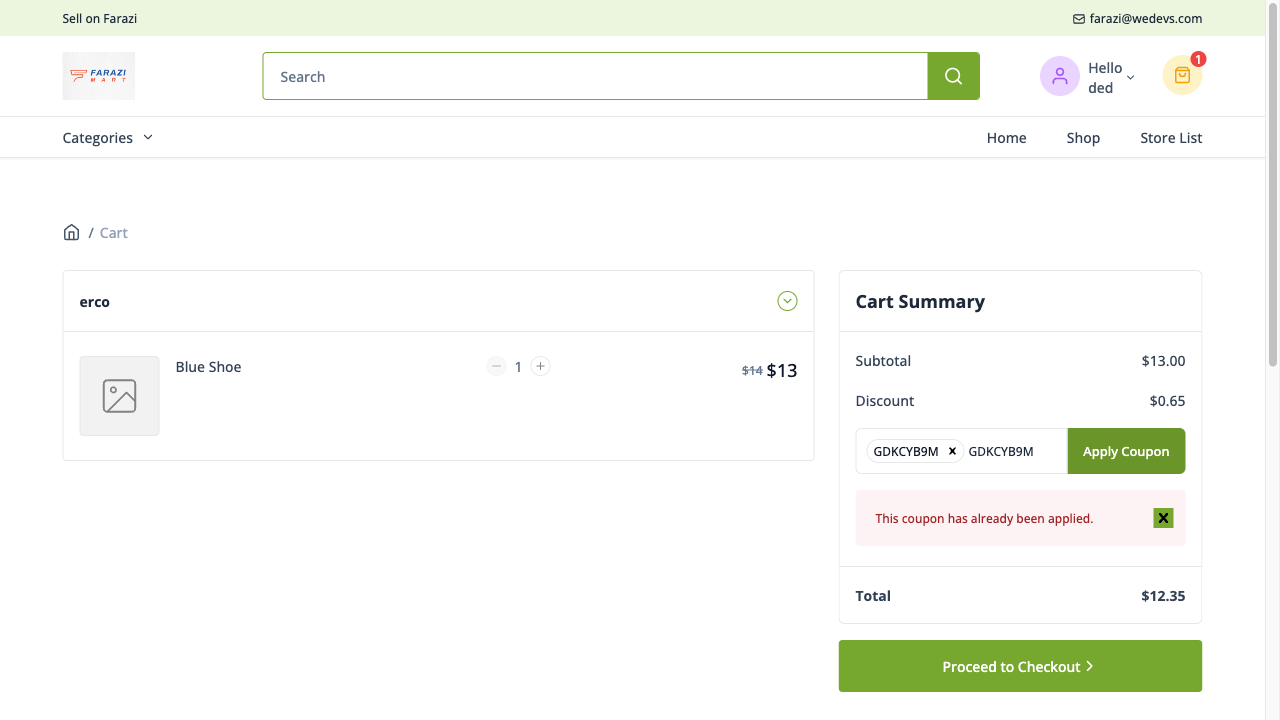 Sell on Farazi
farazi@wedevs.com
FARAZI
MART
Search
Hello
ded
1
Categories
Home
Shop
Store List
/ Cart
erco
Blue Shoe
1
$14 $13
Cart Summary
Subtotal
$13.00
Discount
$0.65
GDKCYB9M
GDKCYB9M
Apply Coupon
This coupon has already been applied.
Total
$12.35
Proceed to Checkout